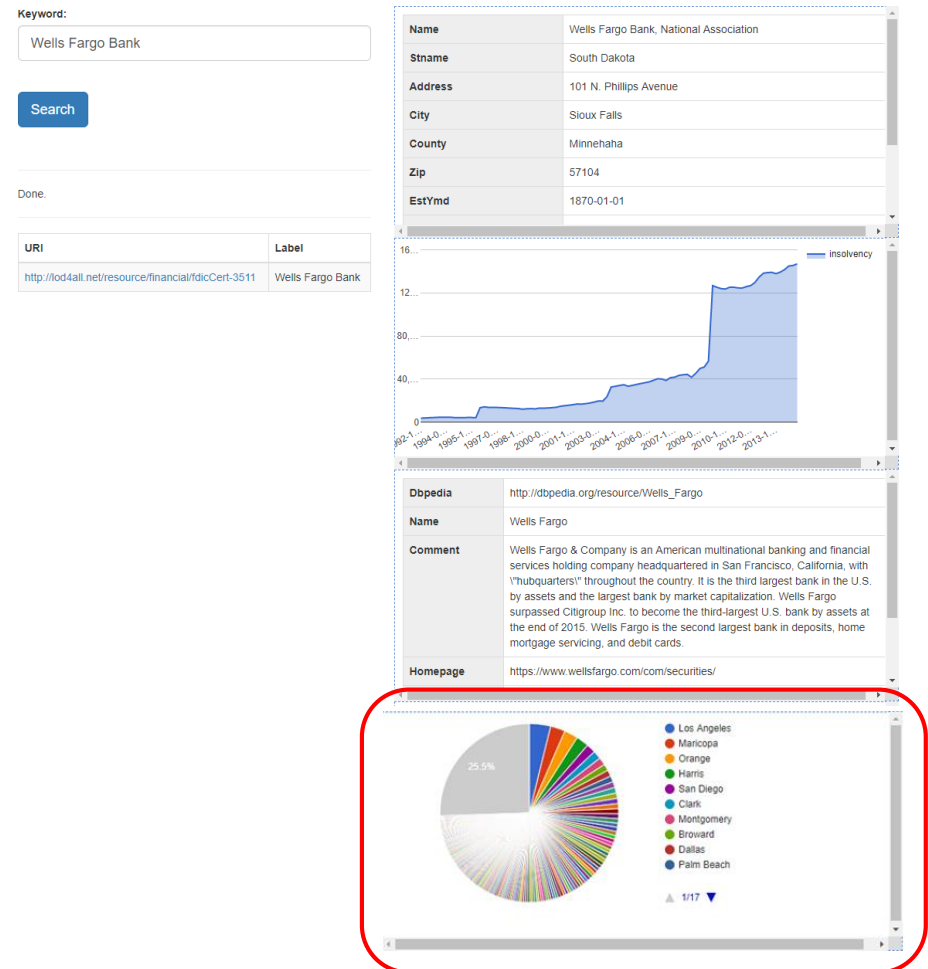 Keyword:
Wells Fargo Bank
Search
Done.
URI Label
http://lod4all.net/resource/financial/fdicCert-3511 Wells Fargo Bank
Name Wells Fargo Bank, National Association
Stname South Dakota
Address 101 N. Phillips Avenue
City Sioux Falls
County Minnehaha
Zip 57104
EstYmd 1870-01-01
16...
12...
80,...
40,...
0
insolvency
1994-0...
1995-1...
1997-0...
1998-1...
2000-0...
2001-1...
2003-0...
2004-1...
2006-0...
2007-1...
2009-0...
2010-1...
2012-0...
2013-1...
Dbpedia http://dbpedia.org/resource/Wells_Fargo
Name Wells Fargo
Comment Wells Fargo & Company is an American multinational banking and financial
services holding company headquartered in San Francisco, California, with
\"hubquarters\" throughout the country. It is the third largest bank in the U.S.
by assets and the largest bank by market capitalization. Wells Fargo
surpassed Citigroup Inc. to become the third-largest U.S. bank by assets at
the end of 2015. Wells Fargo is the second largest bank in deposits, home
mortgage servicing, and debit cards.
Homepage https://www.wellsfargo.com/com/securities/
25.5%
Los Angeles
Maricopa
Orange
Harris
San Diego
Clark
Montgomery
Broward
Dallas
Palm Beach
1/17